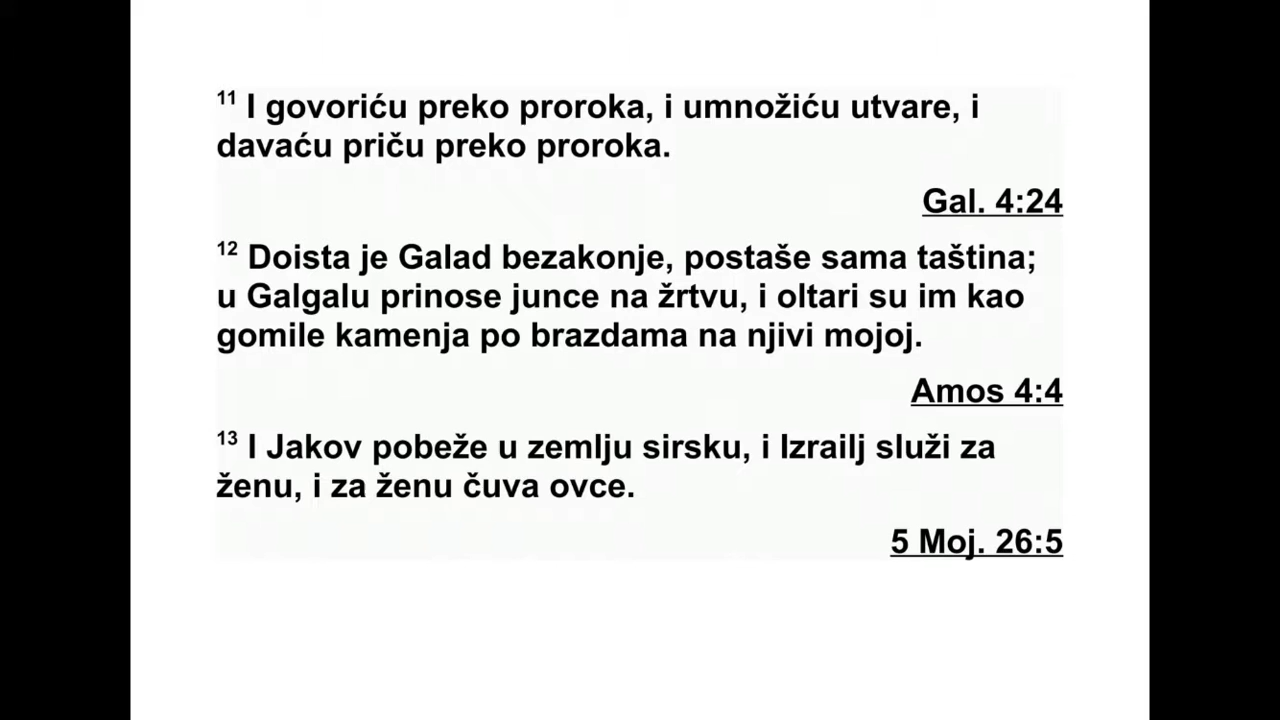 11 I govoriću preko proroka, i umnožiću utvare, i
davaću priču preko proroka.
Gal. 4:24
12 Doista je Galad bezakonje, postaše sama taština;
u Galgalu prinose junce na žrtvu, i oltari su im kao
gomile kamenja po brazdama na njivi mojoj.
Amos 4:4
13 I Jakov pobeže u zemlju sirsku, i Izrailj služi za
ženu, i za ženu čuva ovce.
5 Moj. 26:5